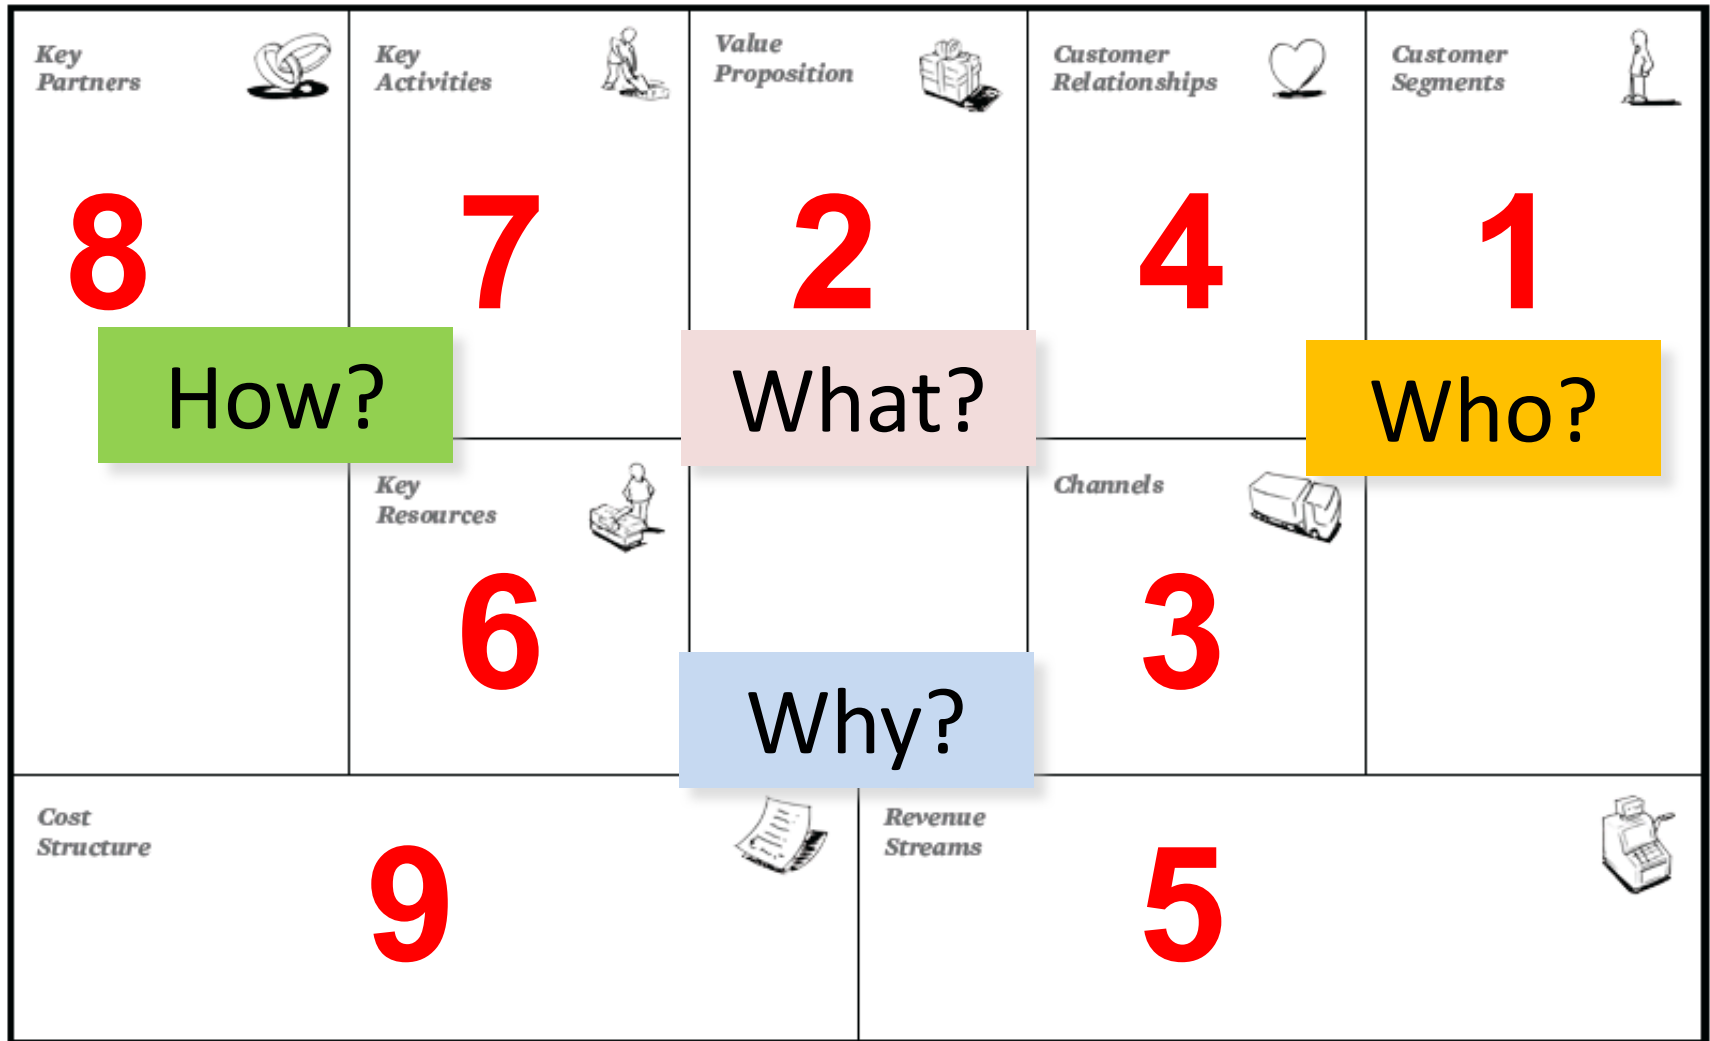 Key
Partners
8
Key
Activities
7
Value
Proposition
2
Customer
Relationships
4
Customer
Segments
1
How?
What?
Who?
Key
Resources
6
Channels
3
Why?
Cost
Structure
9
Revenue
Streams
5